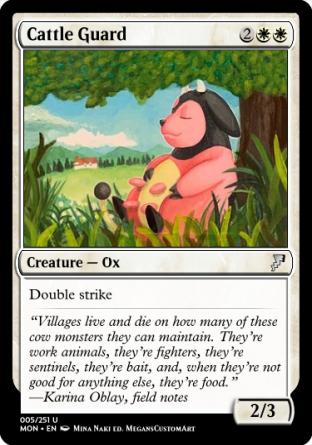 Cattle Guard 2
Creature — Ox
Double strike
“Villages live and die on how many of these
cow monsters they can maintain. They’re
work animals, they’re fighters, they’re
sentinels, they’re bait, and, when they’re not
good for anything else, they’re food.”
—Karina Oblay, field notes
2/3
005/251 U
MON • EN Mina Naki ed. MegansCustomArt